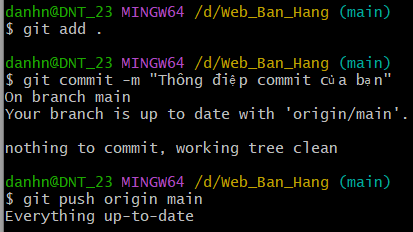 danhn@DNT_23 MINGW64 /d/Web_Ban_Hang (main)
$ git add .
danhn@DNT_23 MINGW64 /d/Web_Ban_Hang (main)
$ git commit -m "Thông điệp commit của bạn"
On branch main
Your branch is up to date with 'origin/main'.
nothing to commit, working tree clean
danhn@DNT_23 MINGW64 /d/Web_Ban_Hang (main)
$ git push origin main
Everything up-to-date